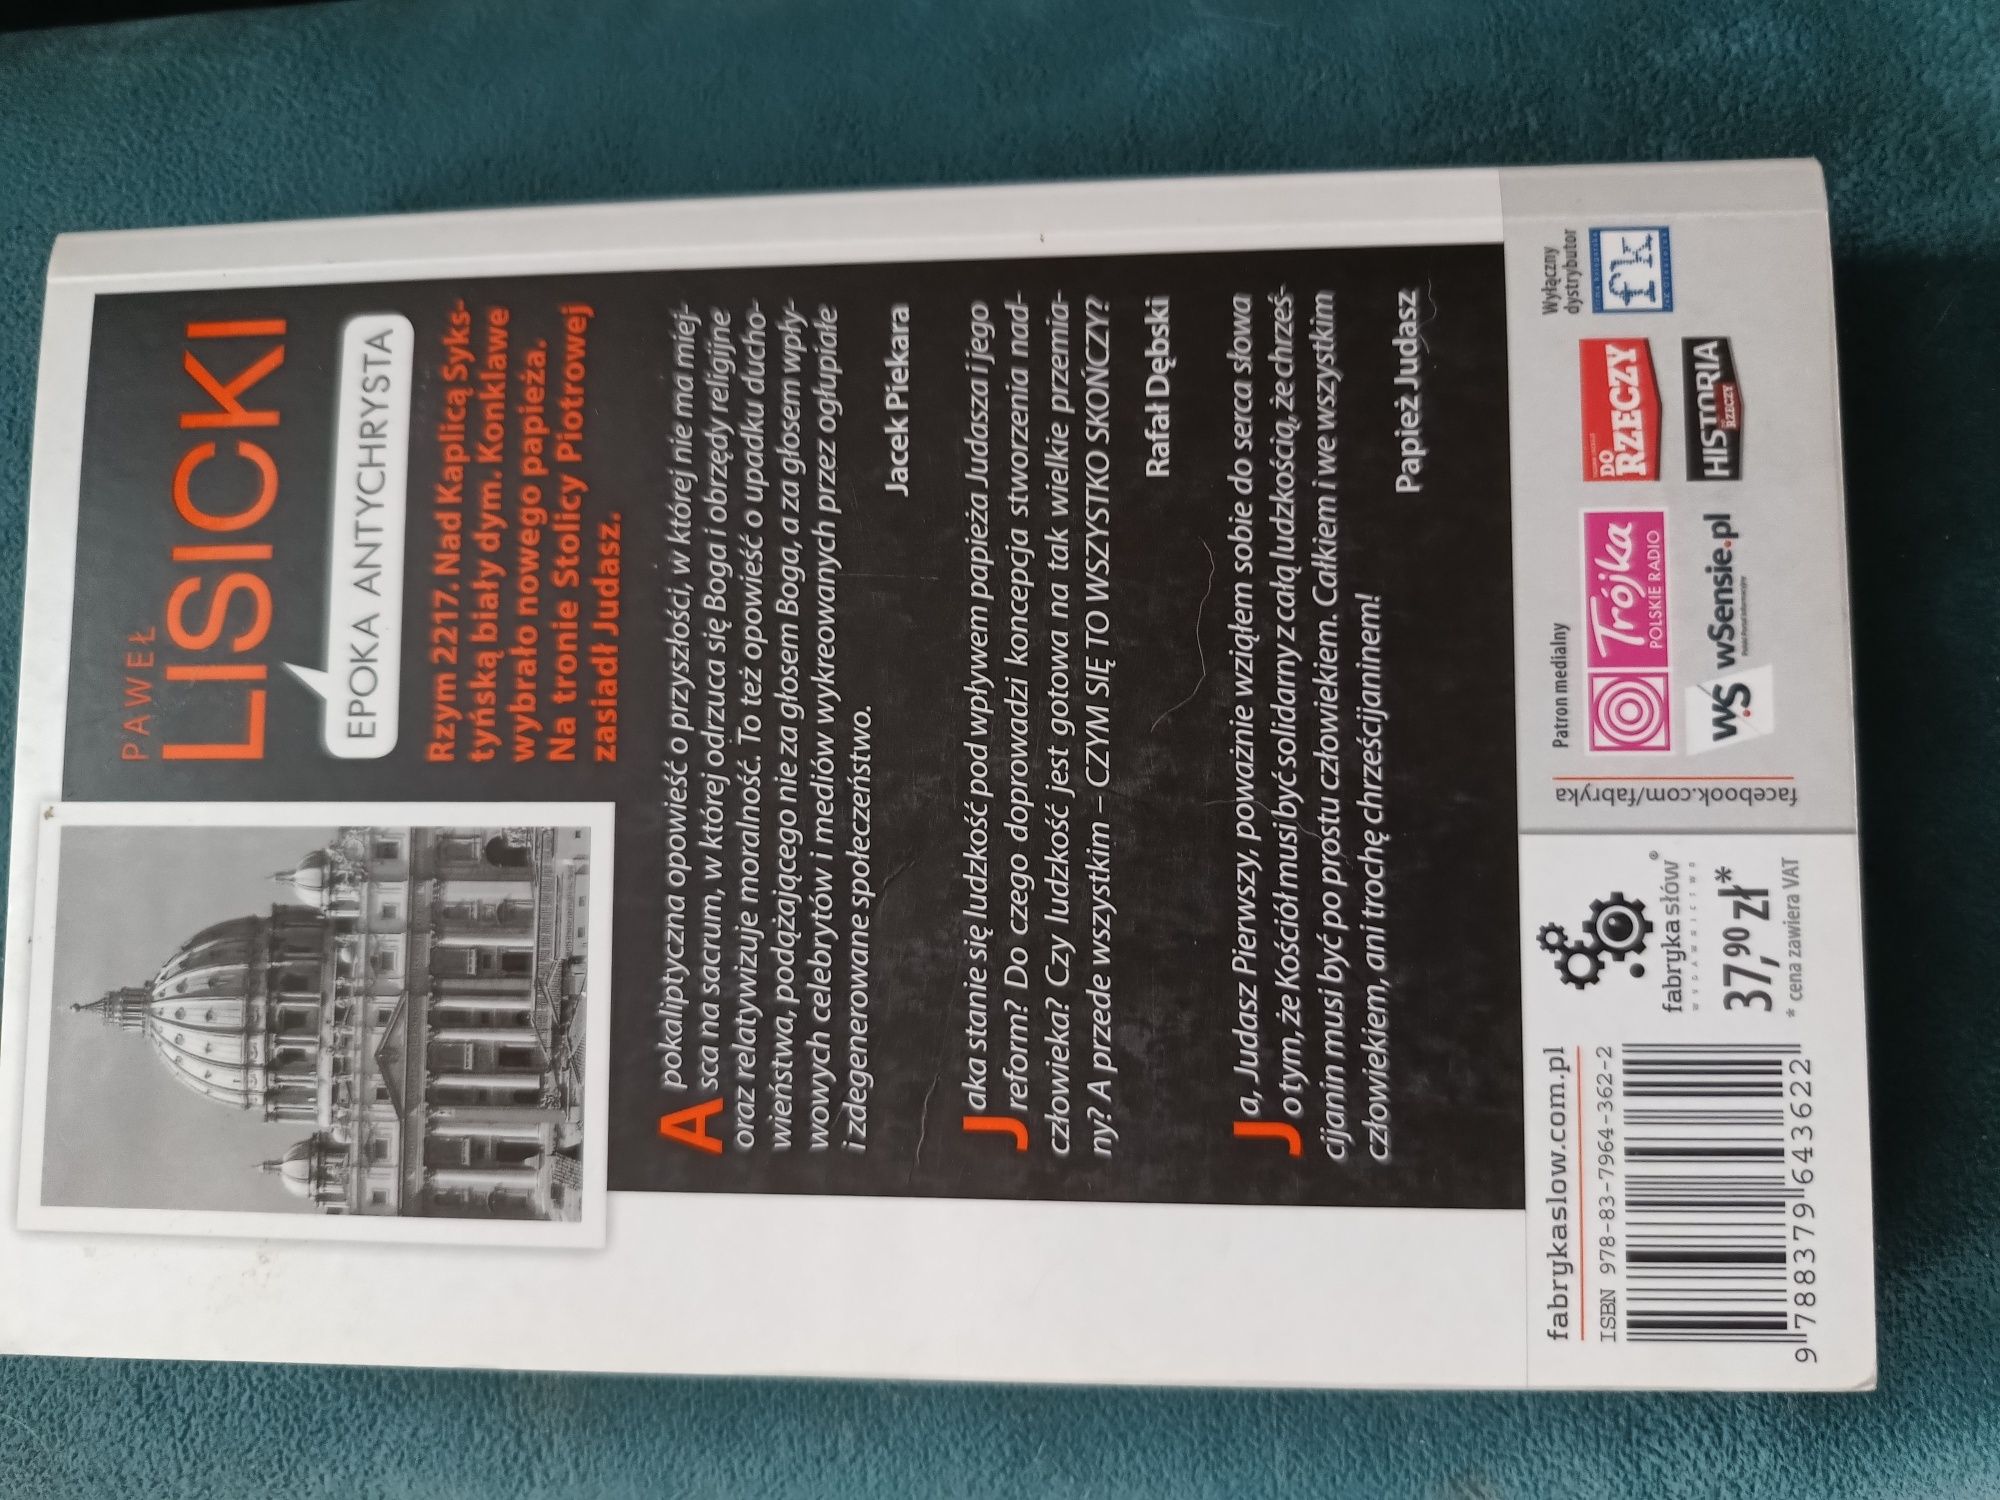 PAWEŁ
LISICKI
EPOKA ANTYCHRYSTA
Rzym 2217. Nad Kaplicą Syks-
tyńską biały dym. Konklawe
wybrało nowego papieża.
Na tronie Stolicy Piotrowej
zasiadł Judasz.
Apokaliptyczna opowieść o przyszłości, w której nie ma miej-
sca na sacrum, w której odrzuca się Boga i obrzędy religijne
oraz relatywizuje moralność. To też opowieść o upadku ducho-
wieństwa, podążającego nie za głosem Boga, a za głosem wpły-
wowych celebrytów i mediów wykreowanych przez ogłupiałe
i zdegenerowane społeczeństwo.
Jacek Piekara
Jaka stanie się ludzkość pod wpływem papieża Judasza i jego
reform? Do czego doprowadzi koncepcja stworzenia nad-
człowieka? Czy ludzkość jest gotowa na tak wielkie przemia-
ny? A przede wszystkim – CZYM SIĘ TO WSZYSTKO SKOŃCZY?
Rafał Dębski
Ja, Judasz Pierwszy, poważnie wziąłem sobie do serca słowa
o tym, że Kościół musi być solidarny z całą ludzkością, że chrześ-
cijanin musi być po prostu człowiekiem. Całkiem i we wszystkim
człowiekiem, ani trochę chrześcijaninem!
Papież Judasz
fabrykaslow.com.pl
ISBN 978-83-7964-362-2
9 788379 643622
fabryka słów®
WYDAWNICTWO
37,90 zł*
* cena zawiera VAT
facebook.com/fabryka
Patron medialny
Trójka
POLSKIE RADIO
DO
RZECZY
wS wSensie.pl
HISTORIA
DO
RZECZY
Wyłączny
dystrybutor
fk